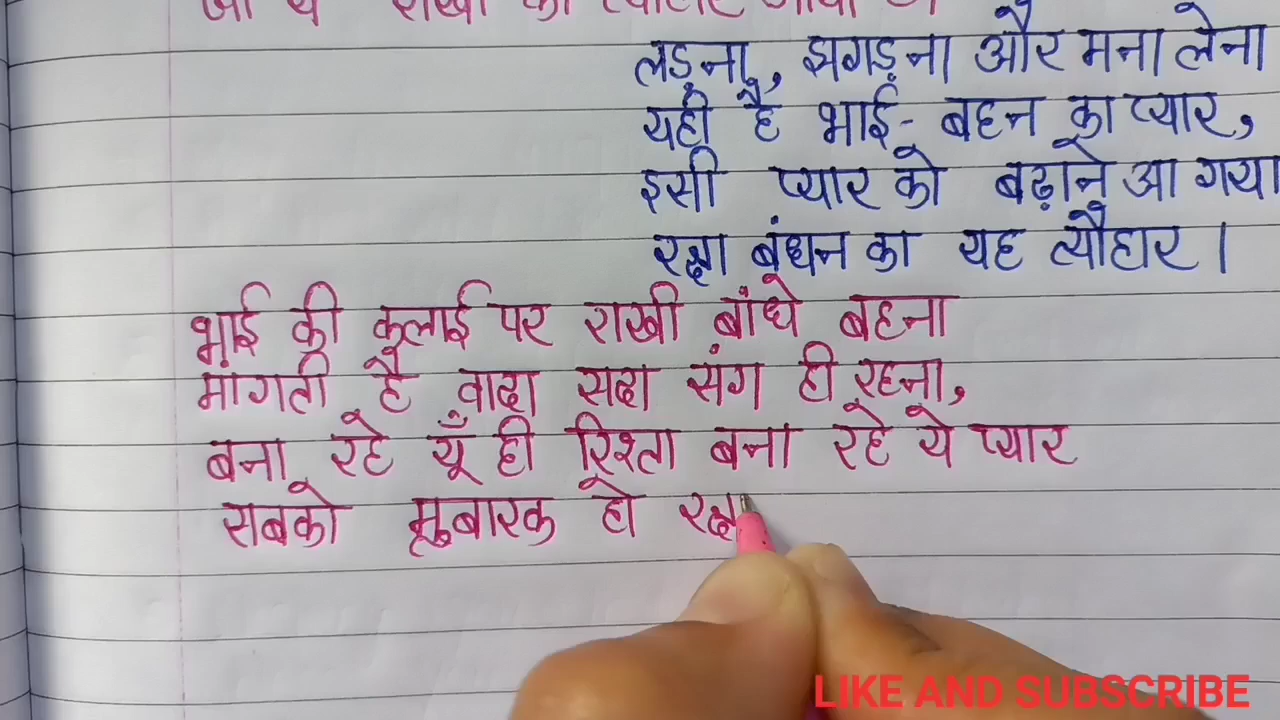 लड़ना, झगड़ना और मना लेना
यही है भाई- बहन का प्यार,
इसी प्यार को बढ़ाने आ गया
रक्षा बंधन का यह त्यौहार।
भाई की कलाई पर राखी बांधे बहना
मांगती है वादा सदा संग ही रहना,
बना रहे यूँ ही रिश्ता बना रहे ये प्यार
सबको मुबारक हो रक्ष
LIKE AND SUBSCRIBE